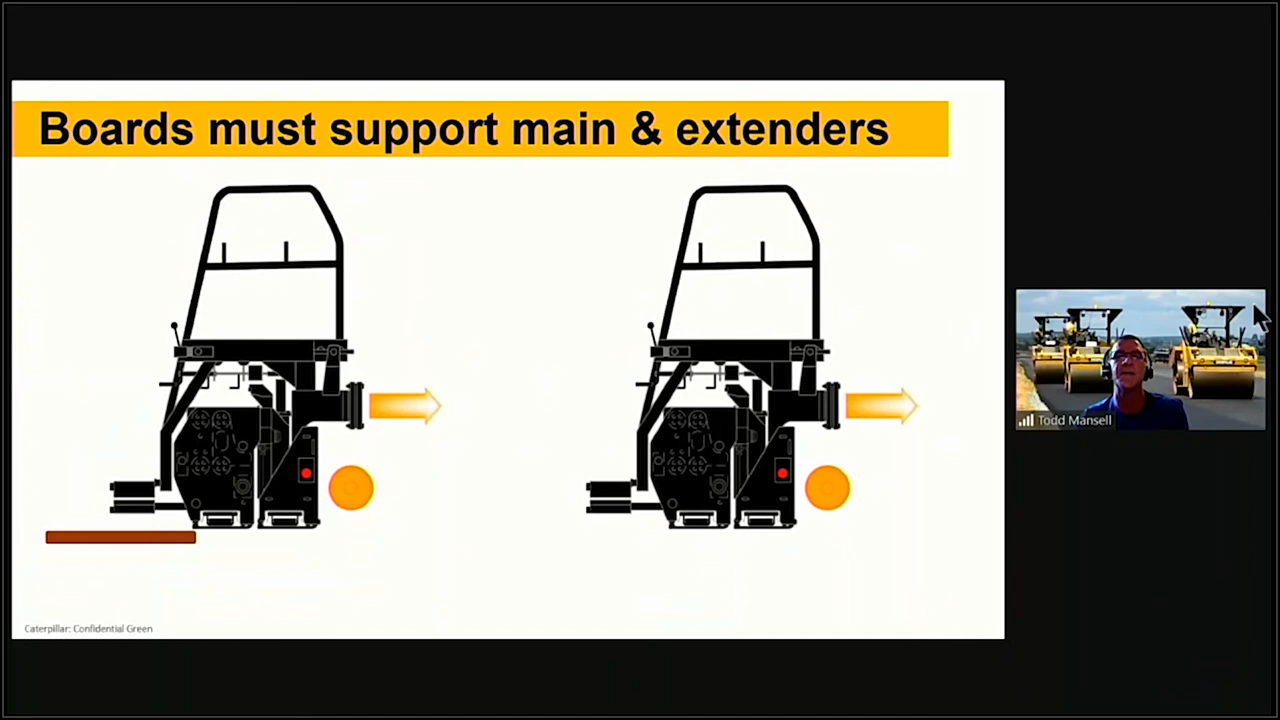 Boards must support main & extenders
Todd Mansell
Caterpillar: Confidential Green